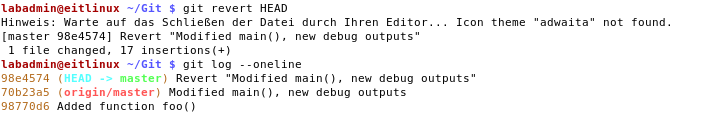 labadmin@eitlinux ~/Git $ git revert HEAD
Hinweis: Warte auf das Schließen der Datei durch Ihren Editor... Icon theme "adwaita" not found.
[master 98e4574] Revert "Modified main(), new debug outputs"
 1 file changed, 17 insertions(+)
labadmin@eitlinux ~/Git $ git log --oneline
98e4574 (HEAD -> master) Revert "Modified main(), new debug outputs"
70b23a5 (origin/master) Modified main(), new debug outputs
98770d6 Added function foo()